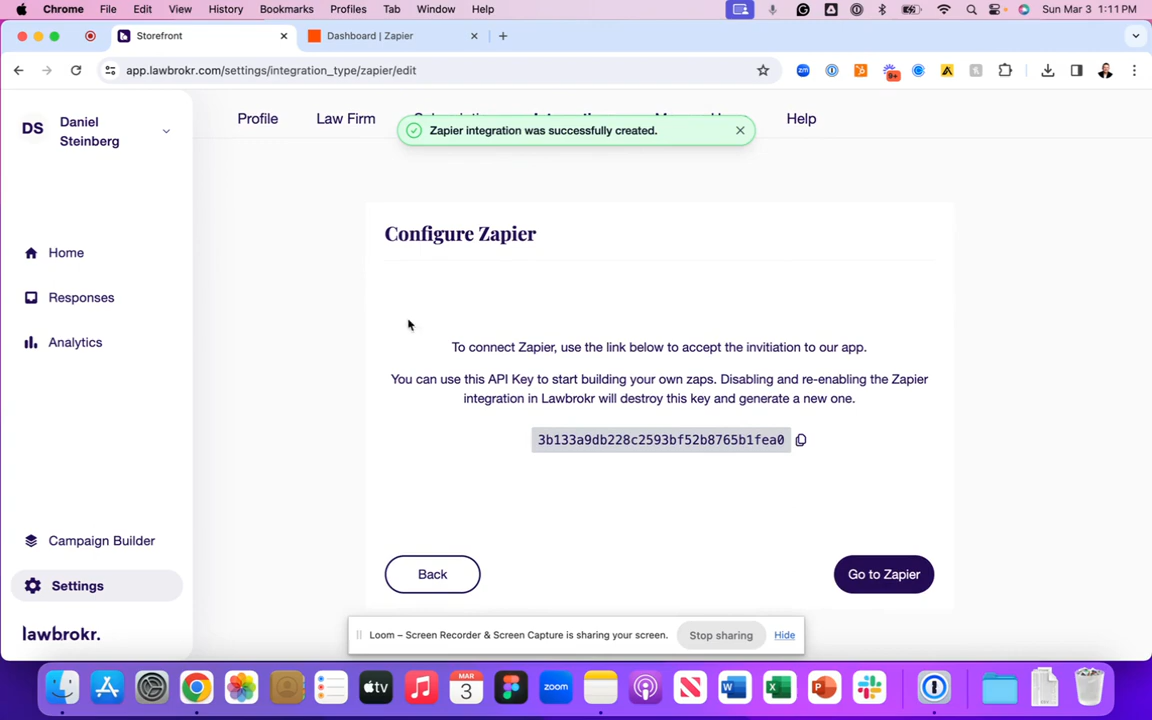 Chrome File Edit View History Bookmarks Profiles Tab Window Help Sun Mar 3 1:11 PM
Storefront Dashboard | Zapier
app.lawbrokr.com/settings/integration_type/zapier/edit
9+
DS Daniel Steinberg
Profile Law Firm Help
Zapier integration was successfully created.
Configure Zapier
Home
Responses
Analytics
To connect Zapier, use the link below to accept the invitiation to our app.
You can use this API Key to start building your own zaps. Disabling and re-enabling the Zapier
integration in Lawbrokr will destroy this key and generate a new one.
3b133a9db228c2593bf52b8765b1fea0
Campaign Builder
Settings
Back Go to Zapier
lawbrokr.
Loom – Screen Recorder & Screen Capture is sharing your screen. Stop sharing Hide
tv MAR 3 zoom W X P